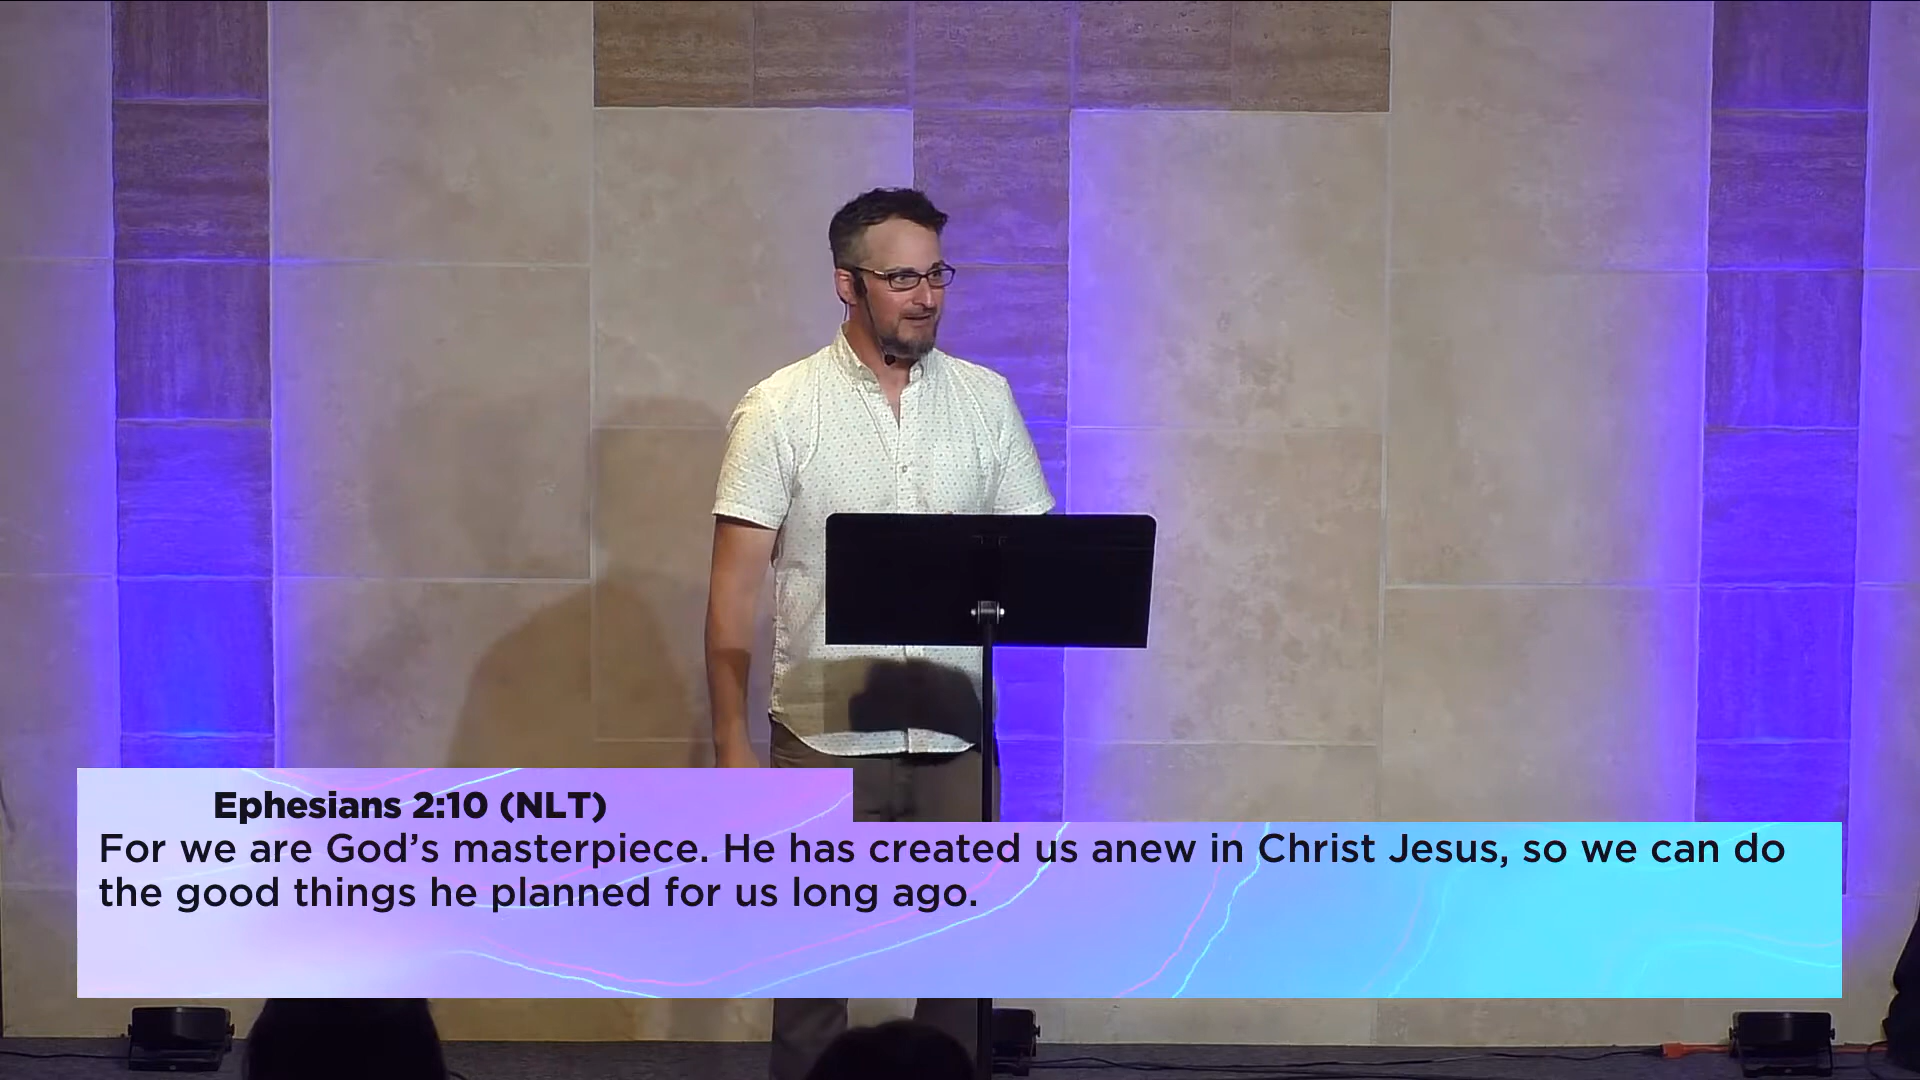 Ephesians 2:10 (NLT)
For we are God’s masterpiece. He has created us anew in Christ Jesus, so we can do
the good things he planned for us long ago.